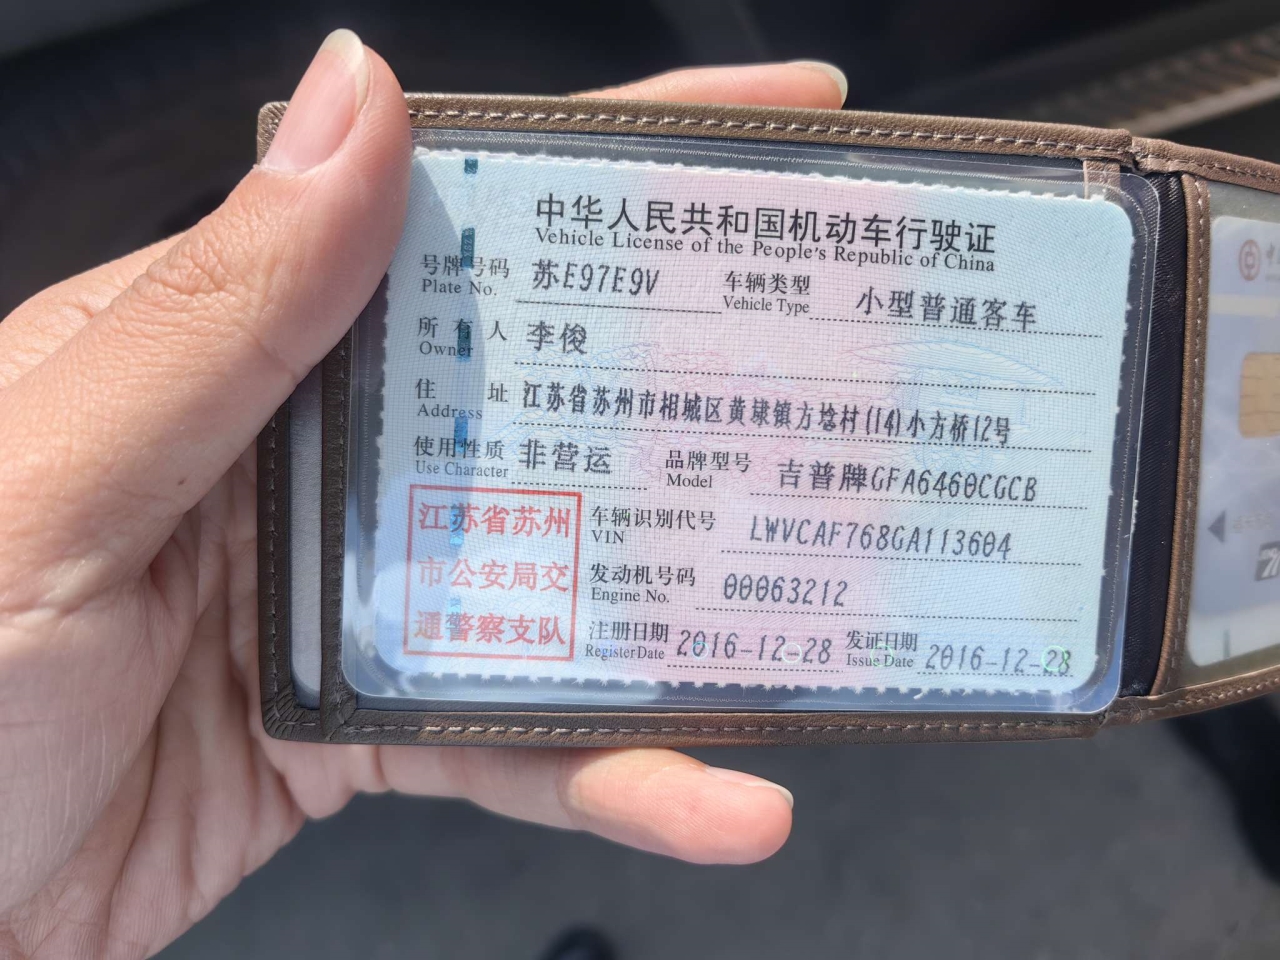 中华人民共和国机动车行驶证
Vehicle License of the People's Republic of China
号牌号码 苏E97E9V 车辆类型 小型普通客车
Plate No. Vehicle Type
所有人 李俊
Owner
住址 江苏省苏州市相城区黄埭镇方埝村(14)小方桥12号
Address
使用性质 非营运 品牌型号 吉普牌GFA6460CGCB
Use Character Model
江苏省苏州
市公安局交
通警察支队
车辆识别代号 LWVCAF768GA113604
VIN
发动机号码 00063212
Engine No.
注册日期 2016-12-28 发证日期 2016-12-28
Register Date Issue Date
中